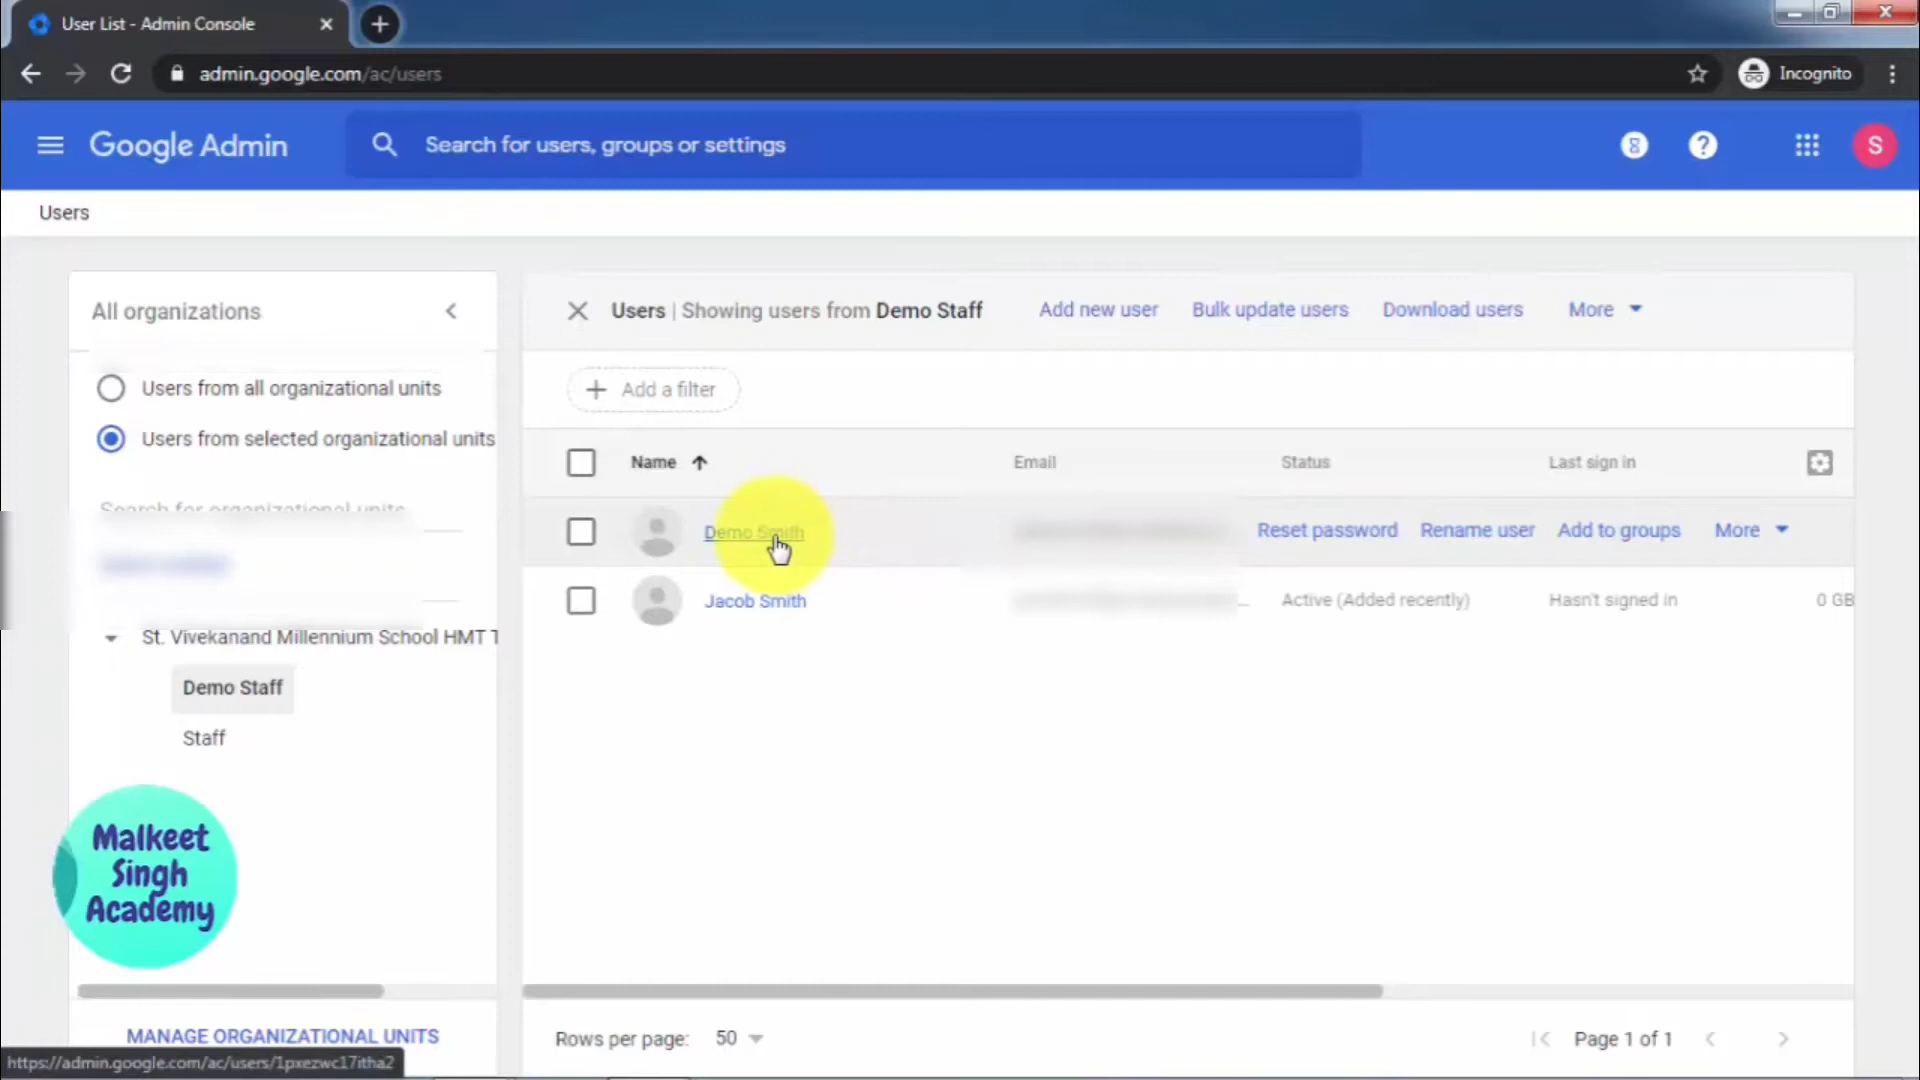 User List - Admin Console
admin.google.com/ac/users
Incognito
Google Admin
Search for users, groups or settings
S
Users
All organizations
Users | Showing users from Demo Staff
Add new user
Bulk update users
Download users
More
Users from all organizational units
Users from selected organizational units
Add a filter
Name
Email
Status
Last sign in
Search for organizational units
Demo Smith
Reset password
Rename user
Add to groups
More
Jacob Smith
Active (Added recently)
Hasn't signed in
0 GB
St. Vivekanand Millennium School HMT T
Demo Staff
Staff
Malkeet
Singh
Academy
MANAGE ORGANIZATIONAL UNITS
Rows per page: 50
Page 1 of 1
https://admin.google.com/ac/users/1pxezwc17itha2